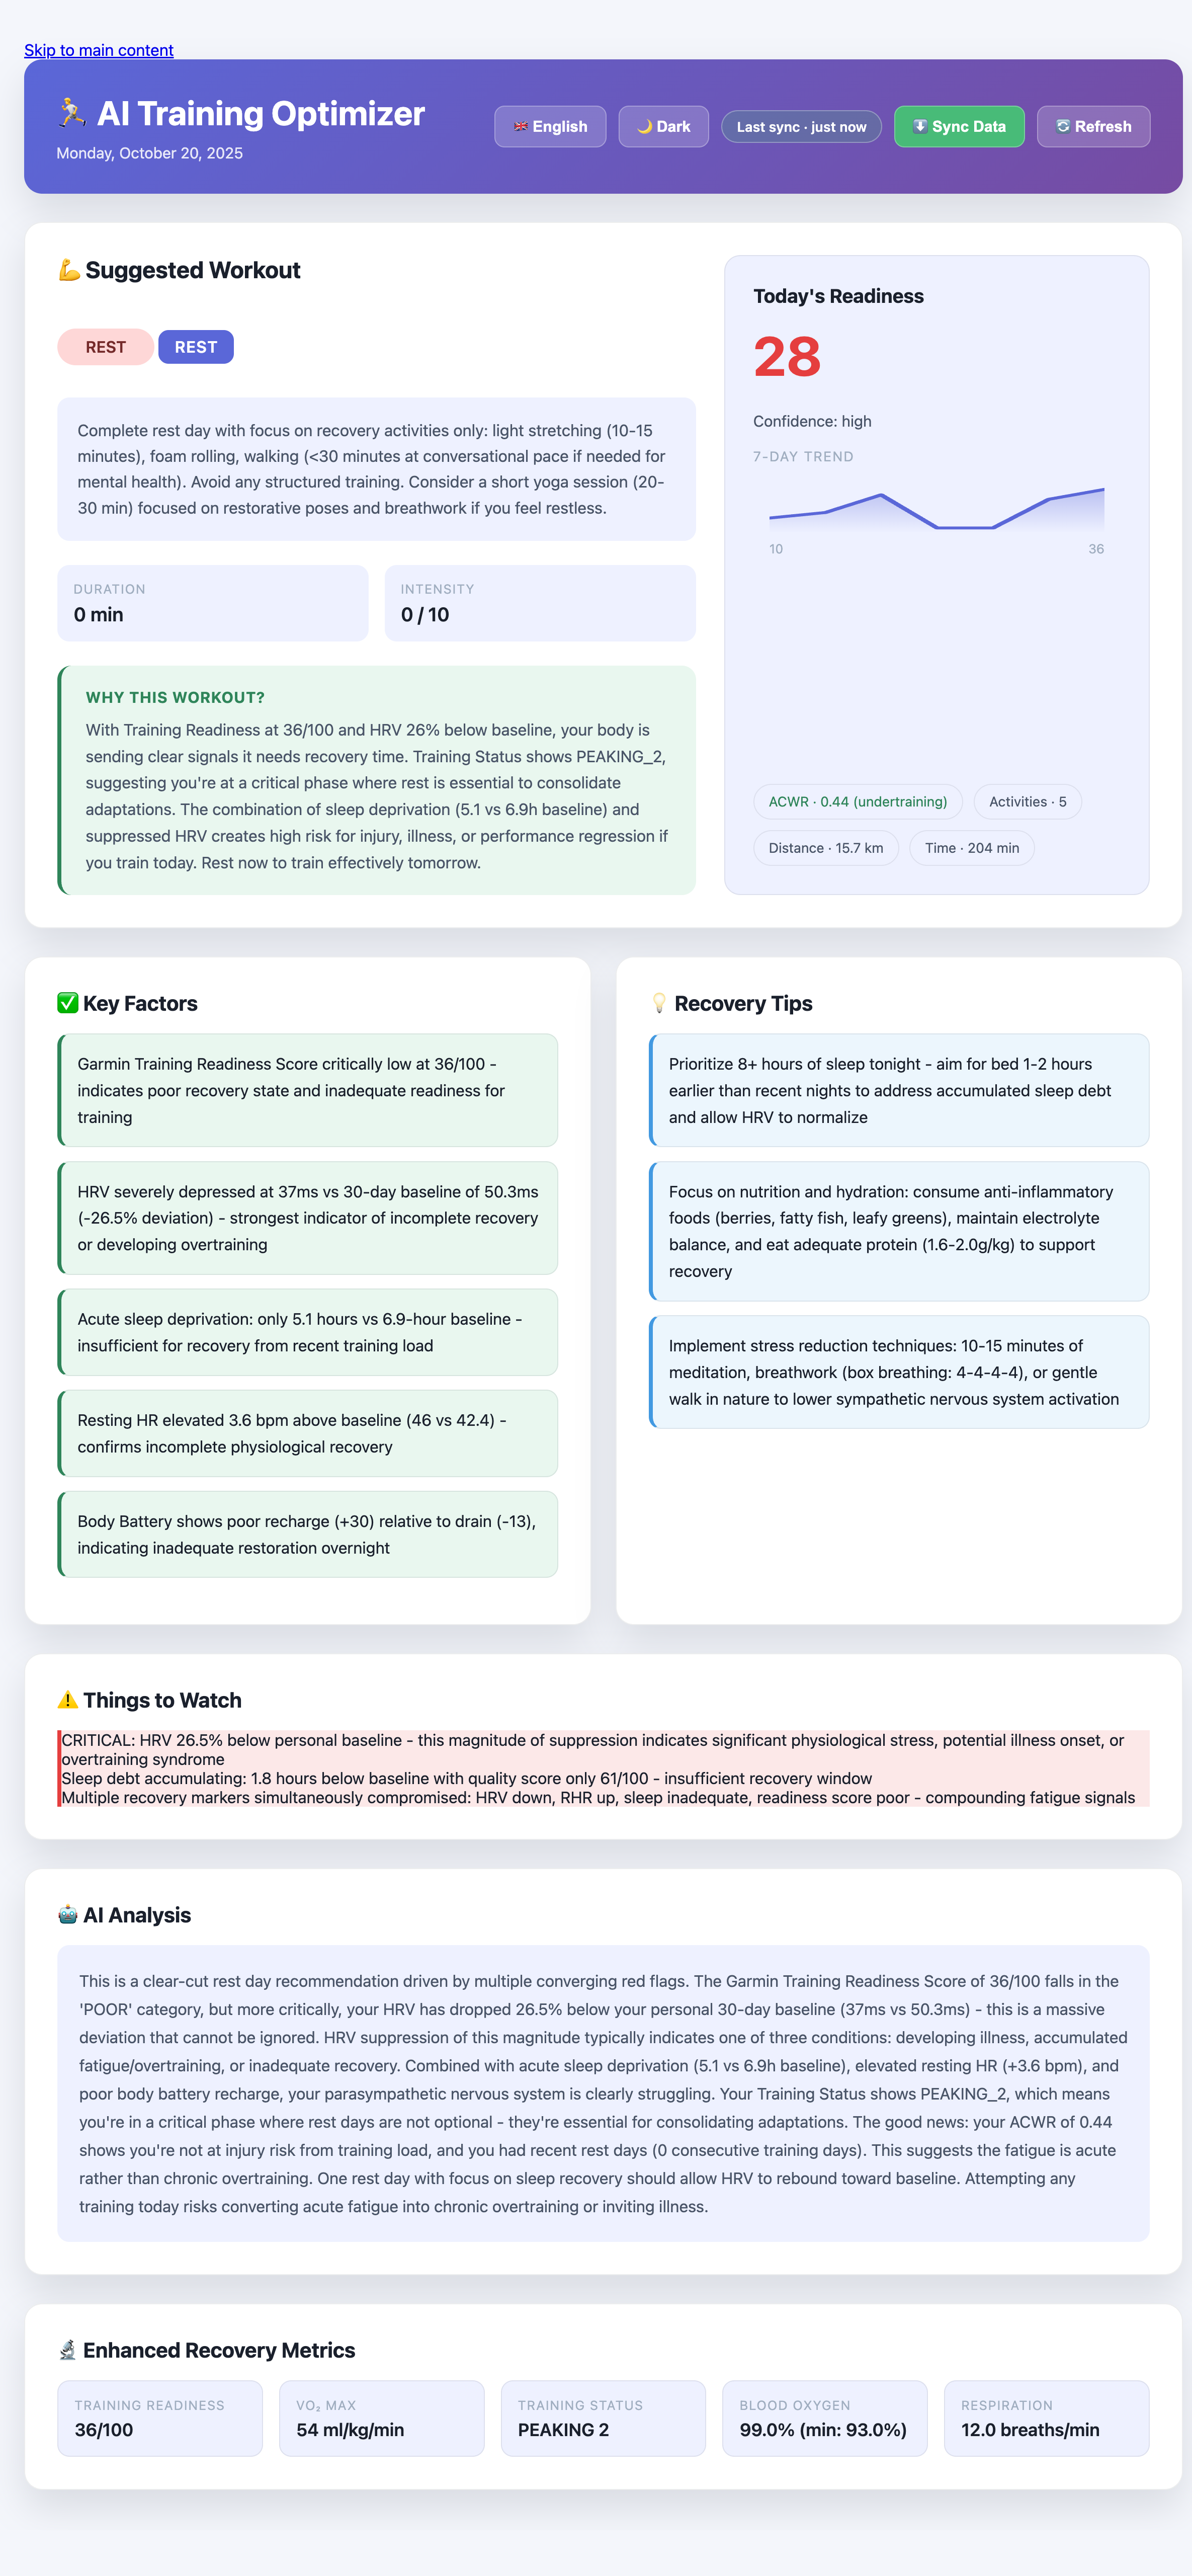 Skip to main content
🏃 AI Training Optimizer
Monday, October 20, 2025
🇬🇧 English
🌙 Dark
Last sync · just now
⬇️ Sync Data
🔄 Refresh
💪 Suggested Workout
REST
REST
Complete rest day with focus on recovery activities only: light stretching (10-15
minutes), foam rolling, walking (<30 minutes at conversational pace if needed for
mental health). Avoid any structured training. Consider a short yoga session (20-
30 min) focused on restorative poses and breathwork if you feel restless.
DURATION
0 min
INTENSITY
0 / 10
WHY THIS WORKOUT?
With Training Readiness at 36/100 and HRV 26% below baseline, your body is
sending clear signals it needs recovery time. Training Status shows PEAKING_2,
suggesting you're at a critical phase where rest is essential to consolidate
adaptations. The combination of sleep deprivation (5.1 vs 6.9h baseline) and
suppressed HRV creates high risk for injury, illness, or performance regression if
you train today. Rest now to train effectively tomorrow.
Today's Readiness
28
Confidence: high
7-DAY TREND
10
36
ACWR · 0.44 (undertraining)
Activities · 5
Distance · 15.7 km
Time · 204 min
✅ Key Factors
Garmin Training Readiness Score critically low at 36/100 -
indicates poor recovery state and inadequate readiness for
training
HRV severely depressed at 37ms vs 30-day baseline of 50.3ms
(-26.5% deviation) - strongest indicator of incomplete recovery
or developing overtraining
Acute sleep deprivation: only 5.1 hours vs 6.9-hour baseline -
insufficient for recovery from recent training load
Resting HR elevated 3.6 bpm above baseline (46 vs 42.4) -
confirms incomplete physiological recovery
Body Battery shows poor recharge (+30) relative to drain (-13),
indicating inadequate restoration overnight
💡 Recovery Tips
Prioritize 8+ hours of sleep tonight - aim for bed 1-2 hours
earlier than recent nights to address accumulated sleep debt
and allow HRV to normalize
Focus on nutrition and hydration: consume anti-inflammatory
foods (berries, fatty fish, leafy greens), maintain electrolyte
balance, and eat adequate protein (1.6-2.0g/kg) to support
recovery
Implement stress reduction techniques: 10-15 minutes of
meditation, breathwork (box breathing: 4-4-4-4), or gentle
walk in nature to lower sympathetic nervous system activation
⚠️ Things to Watch
CRITICAL: HRV 26.5% below personal baseline - this magnitude of suppression indicates significant physiological stress, potential illness onset, or
overtraining syndrome
Sleep debt accumulating: 1.8 hours below baseline with quality score only 61/100 - insufficient recovery window
Multiple recovery markers simultaneously compromised: HRV down, RHR up, sleep inadequate, readiness score poor - compounding fatigue signals
🤖 AI Analysis
This is a clear-cut rest day recommendation driven by multiple converging red flags. The Garmin Training Readiness Score of 36/100 falls in the
'POOR' category, but more critically, your HRV has dropped 26.5% below your personal 30-day baseline (37ms vs 50.3ms) - this is a massive
deviation that cannot be ignored. HRV suppression of this magnitude typically indicates one of three conditions: developing illness, accumulated
fatigue/overtraining, or inadequate recovery. Combined with acute sleep deprivation (5.1 vs 6.9h baseline), elevated resting HR (+3.6 bpm), and
poor body battery recharge, your parasympathetic nervous system is clearly struggling. Your Training Status shows PEAKING_2, which means
you're in a critical phase where rest days are not optional - they're essential for consolidating adaptations. The good news: your ACWR of 0.44
shows you're not at injury risk from training load, and you had recent rest days (0 consecutive training days). This suggests the fatigue is acute
rather than chronic overtraining. One rest day with focus on sleep recovery should allow HRV to rebound toward baseline. Attempting any
training today risks converting acute fatigue into chronic overtraining or inviting illness.
🔬 Enhanced Recovery Metrics
TRAINING READINESS
36/100
VO₂ MAX
54 ml/kg/min
TRAINING STATUS
PEAKING 2
BLOOD OXYGEN
99.0% (min: 93.0%)
RESPIRATION
12.0 breaths/min